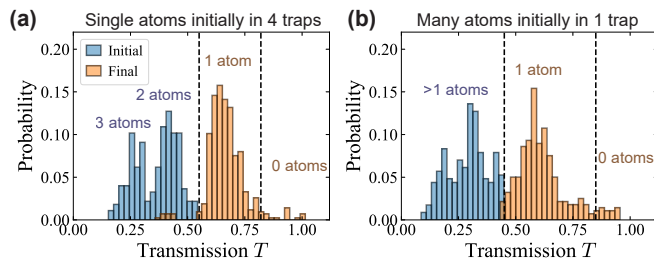 (a) Single atoms initially in 4 traps
Probability
0.20
0.15
0.10
0.05
0.00
Initial
Final
1 atom
2 atoms
3 atoms
0 atoms
0.00 0.25 0.50 0.75 1.00
Transmission T
(b) Many atoms initially in 1 trap
Probability
0.20
0.15
0.10
0.05
0.00
>1 atoms
1 atom
0 atoms
0.00 0.25 0.50 0.75 1.00
Transmission T